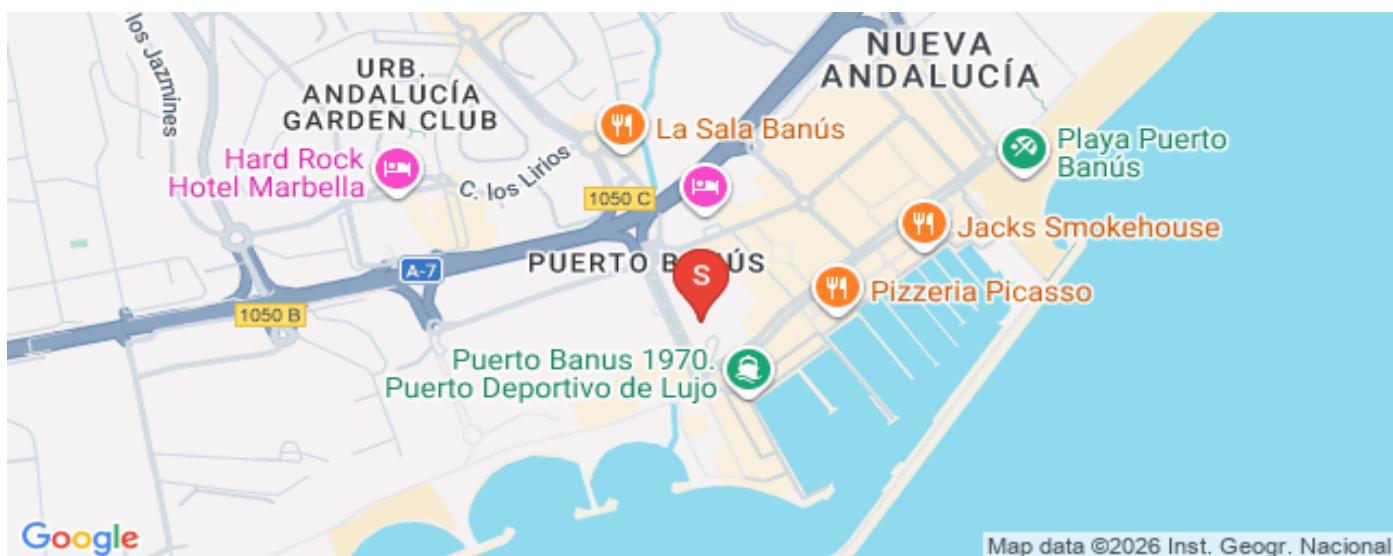 los Jazmines
URB.
ANDALUCÍA
GARDEN CLUB
NUEVA
ANDALUCÍA
La Sala Banús
Hard Rock
Hotel Marbella
C. los Lirios
1050 C
Playa Puerto
Banús
Jacks Smokehouse
PUERTO BANÚS
S
A-7
1050 B
Pizzeria Picasso
Puerto Banus 1970.
Puerto Deportivo de Lujo
Google
Map data ©2026 Inst. Geogr. Nacional